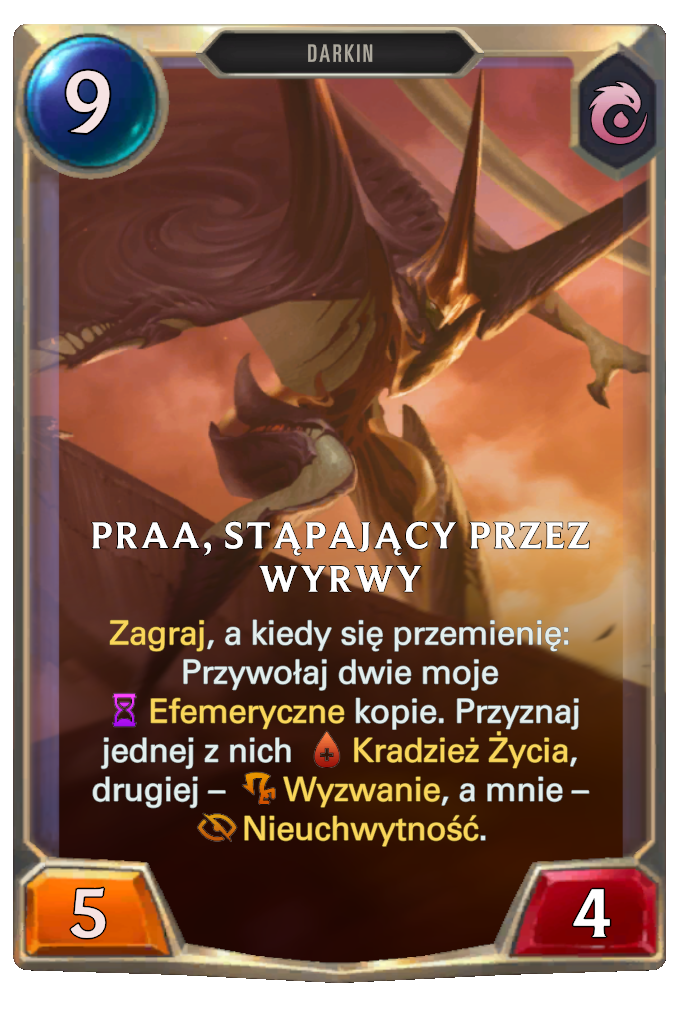 DARKIN
9
PRAA, STĄPAJĄCY PRZEZ
WYRWY
Zagraj, a kiedy się przemienię:
Przywołaj dwie moje
Efemeryczne kopie. Przyznaj
jednej z nich Kradzież Życia,
drugiej – Wyzwanie, a mnie –
Nieuchwytność.
5
4